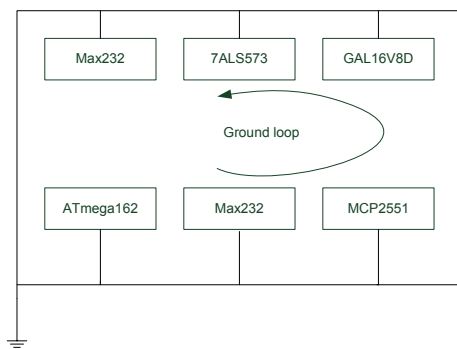 Max232
7ALS573
GAL16V8D
Ground loop
ATmega162
Max232
MCP2551